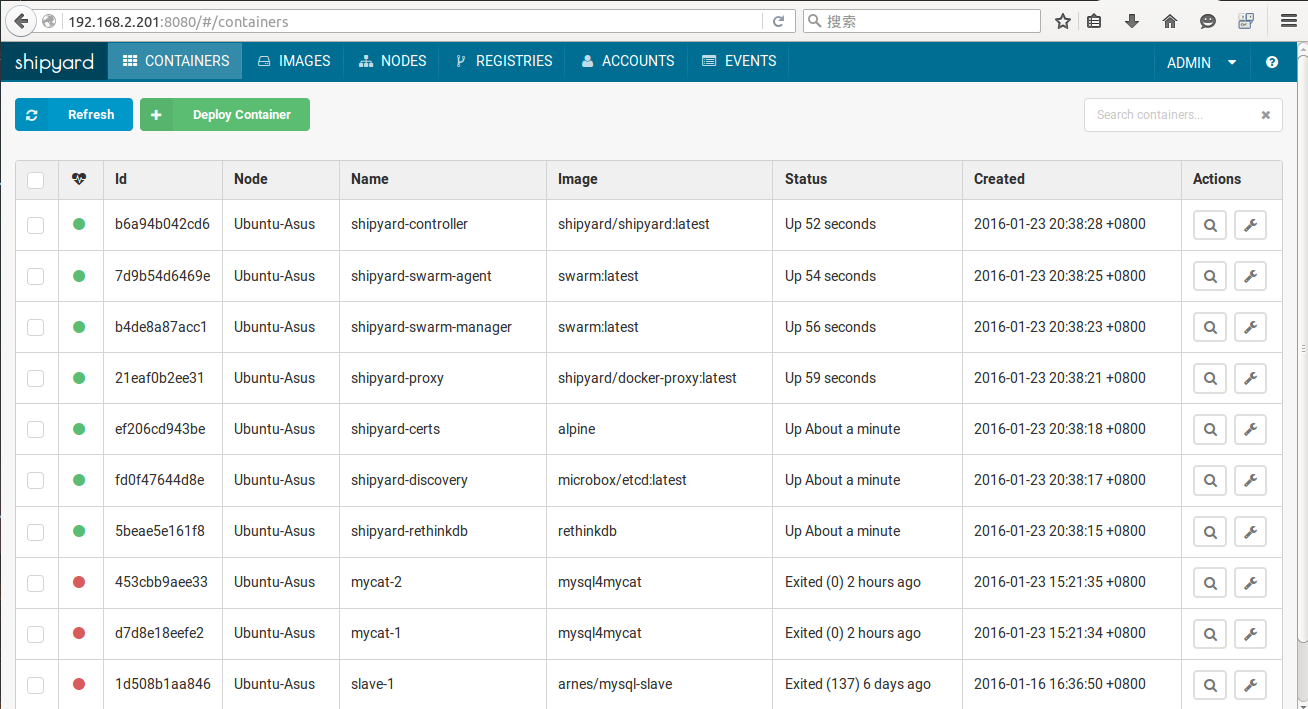 192.168.2.201:8080/#/containers 搜索
shipyard CONTAINERS IMAGES NODES REGISTRIES ACCOUNTS EVENTS ADMIN ?
Refresh Deploy Container Search containers...
Id Node Name Image Status Created Actions
b6a94b042cd6 Ubuntu-Asus shipyard-controller shipyard/shipyard:latest Up 52 seconds 2016-01-23 20:38:28 +0800
7d9b54d6469e Ubuntu-Asus shipyard-swarm-agent swarm:latest Up 54 seconds 2016-01-23 20:38:25 +0800
b4de8a87acc1 Ubuntu-Asus shipyard-swarm-manager swarm:latest Up 56 seconds 2016-01-23 20:38:23 +0800
21eaf0b2ee31 Ubuntu-Asus shipyard-proxy shipyard/docker-proxy:latest Up 59 seconds 2016-01-23 20:38:21 +0800
ef206cd943be Ubuntu-Asus shipyard-certs alpine Up About a minute 2016-01-23 20:38:18 +0800
fd0f47644d8e Ubuntu-Asus shipyard-discovery microbox/etcd:latest Up About a minute 2016-01-23 20:38:17 +0800
5beae5e161f8 Ubuntu-Asus shipyard-rethinkdb rethinkdb Up About a minute 2016-01-23 20:38:15 +0800
453cbb9aee33 Ubuntu-Asus mycat-2 mysql4mycat Exited (0) 2 hours ago 2016-01-23 15:21:35 +0800
d7d8e18eefe2 Ubuntu-Asus mycat-1 mysql4mycat Exited (0) 2 hours ago 2016-01-23 15:21:34 +0800
1d508b1aa846 Ubuntu-Asus slave-1 arnes/mysql-slave Exited (137) 6 days ago 2016-01-16 16:36:50 +0800